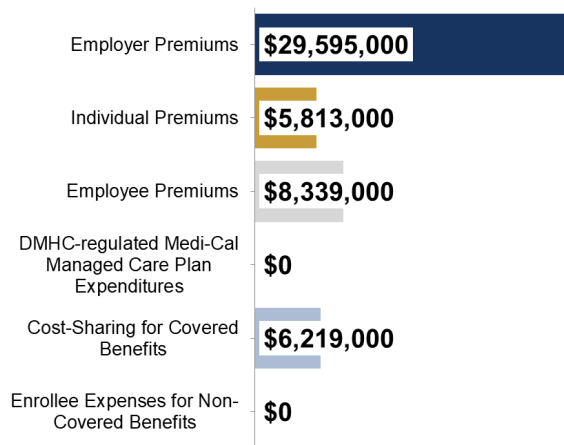 Employer Premiums
$29,595,000
Individual Premiums
$5,813,000
Employee Premiums
$8,339,000
DMHC-regulated Medi-Cal
Managed Care Plan
Expenditures
$0
Cost-Sharing for Covered
Benefits
$6,219,000
Enrollee Expenses for Non-
Covered Benefits
$0